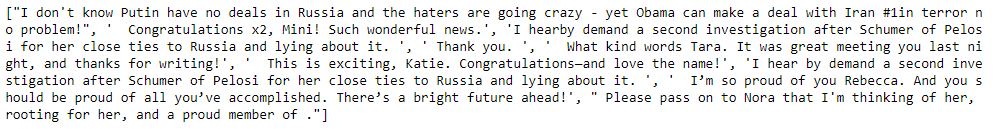 ["I don't know Putin have no deals in Russia and the haters are going crazy - yet Obama can make a deal with Iran #1in terror n
o problem!", '  Congratulations x2, Mini! Such wonderful news.', 'I hearby demand a second investigation after Schumer of Pelos
i for her close ties to Russia and lying about it. ', ' Thank you. ', '  What kind words Tara. It was great meeting you last ni
ght, and thanks for writing!', '  This is exciting, Katie. Congratulations—and love the name!', 'I hear by demand a second inve
stigation after Schumer of Pelosi for her close ties to Russia and lying about it. ', '  I’m so proud of you Rebecca. And you s
hould be proud of all you’ve accomplished. There’s a bright future ahead!', " Please pass on to Nora that I'm thinking of her,
rooting for her, and a proud member of ."]